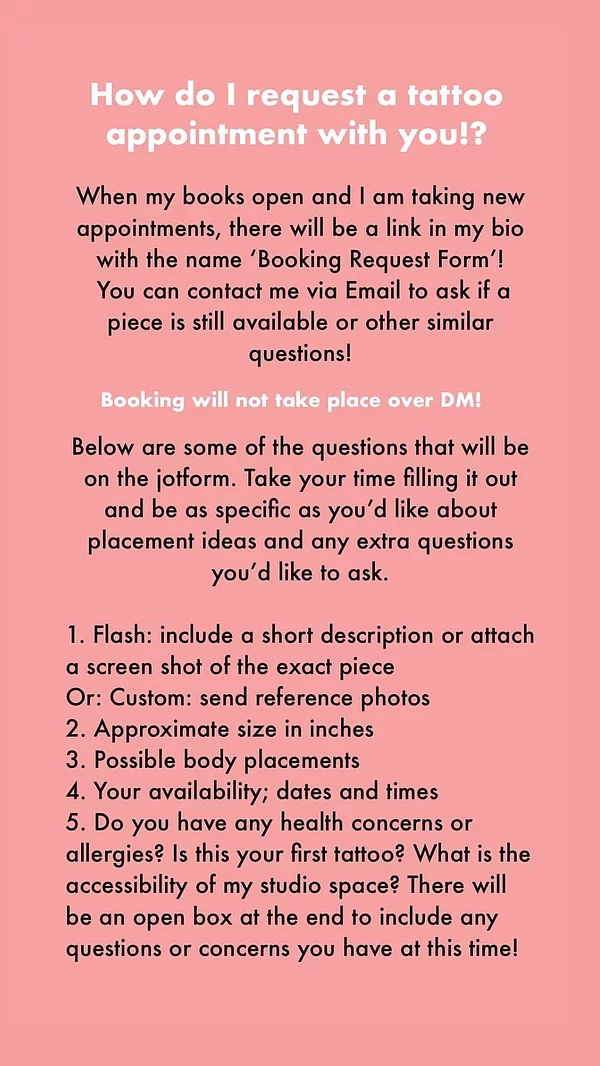 How do I request a tattoo
appointment with you!?
When my books open and I am taking new
appointments, there will be a link in my bio
with the name ‘Booking Request Form’!
You can contact me via Email to ask if a
piece is still available or other similar
questions!
Booking will not take place over DM!
Below are some of the questions that will be
on the jotform. Take your time filling it out
and be as specific as you’d like about
placement ideas and any extra questions
you’d like to ask.
1. Flash: include a short description or attach
a screen shot of the exact piece
Or: Custom: send reference photos
2. Approximate size in inches
3. Possible body placements
4. Your availability; dates and times
5. Do you have any health concerns or
allergies? Is this your first tattoo? What is the
accessibility of my studio space? There will
be an open box at the end to include any
questions or concerns you have at this time!